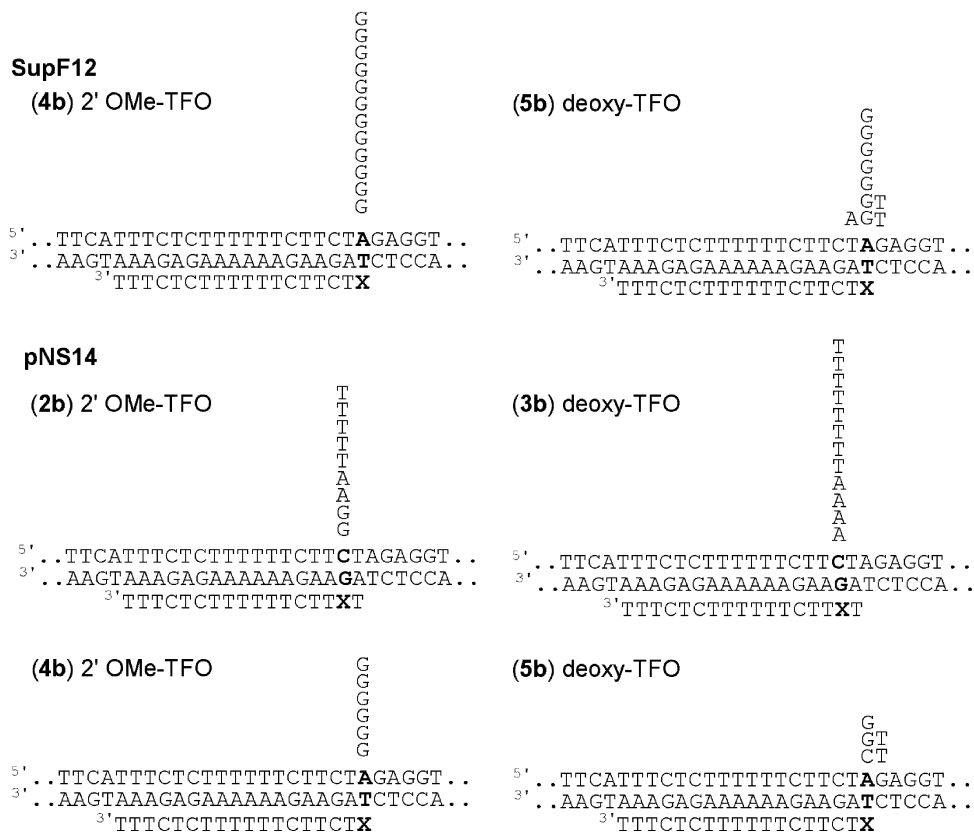 G
G
G
G
G
G
G
G
G
G
G
G
SupF12
(4b) 2' OMe-TFO
5'..TTCATTTCTCTTTTTTCTTCTAGAGGT..
3'..AAGTAAAGAGAAAAAAGAAGATCTCCA..
3'TTTCTCTTTTTTCTTCTX
(5b) deoxy-TFO
G
G
G
G
G
GT
AGT
5'..TTCATTTCTCTTTTTTCTTCTAGAGGT..
3'..AAGTAAAGAGAAAAAAGAAGATCTCCA..
3'TTTCTCTTTTTTCTTCTX
pNS14
(2b) 2' OMe-TFO
T
T
T
T
T
A
A
G
G
5'..TTCATTTCTCTTTTTTCTTCTAGAGGT..
3'..AAGTAAAGAGAAAAAAGAAGATCTCCA..
3'TTTCTCTTTTTTCTTXT
(3b) deoxy-TFO
T
T
T
T
T
T
T
T
A
A
A
A
5'..TTCATTTCTCTTTTTTCTTCTAGAGGT..
3'..AAGTAAAGAGAAAAAAGAAGATCTCCA..
3'TTTCTCTTTTTTCTTXT
(4b) 2' OMe-TFO
G
G
G
G
G
G
5'..TTCATTTCTCTTTTTTCTTCTAGAGGT..
3'..AAGTAAAGAGAAAAAAGAAGATCTCCA..
3'TTTCTCTTTTTTCTTCTX
(5b) deoxy-TFO
G
GT
CT
5'..TTCATTTCTCTTTTTTCTTCTAGAGGT..
3'..AAGTAAAGAGAAAAAAGAAGATCTCCA..
3'TTTCTCTTTTTTCTTCTX